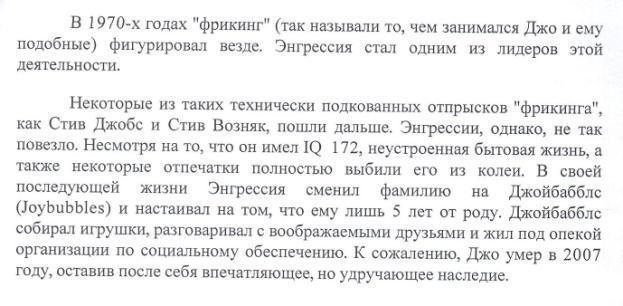 В 1970-х годах "фрикинг" (так называли то, чем занимался Джо и ему
подобные) фигурировал везде. Энгрессия стал одним из лидеров этой
деятельности.
Некоторые из таких технически подкованных отпрысков "фрикинга",
как Стив Джобс и Стив Возняк, пошли дальше. Энгрессии, однако, не так
повезло. Несмотря на то, что он имел IQ 172, неустроенная бытовая жизнь, а
также некоторые отпечатки полностью выбили его из колеи. В своей
последующей жизни Энгрессия сменил фамилию на Джойбабблс
(Joybubbles) и настаивал на том, что ему лишь 5 лет от роду. Джойбабблс
собирал игрушки, разговаривал с воображаемыми друзьями и жил под опекой
организации по социальному обеспечению. К сожалению, Джо умер в 2007
году, оставив после себя впечатляющее, но удручающее наследие.